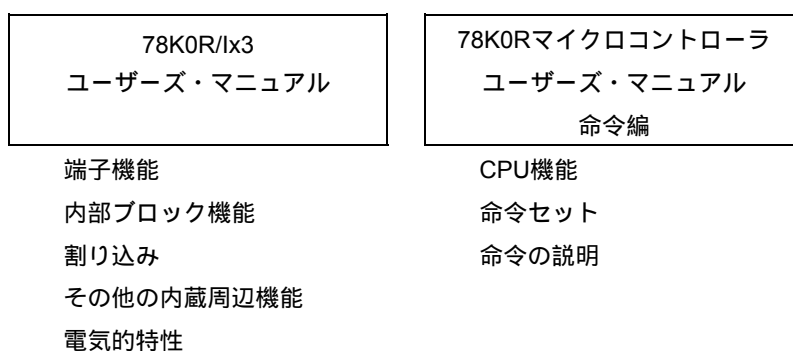 78K0R/Ix3
ユーザーズ・マニュアル
78K0Rマイクロコントローラ
ユーザーズ・マニュアル
命令編
端子機能
内部ブロック機能
割り込み
その他の内蔵周辺機能
電気的特性
CPU機能
命令セット
命令の説明